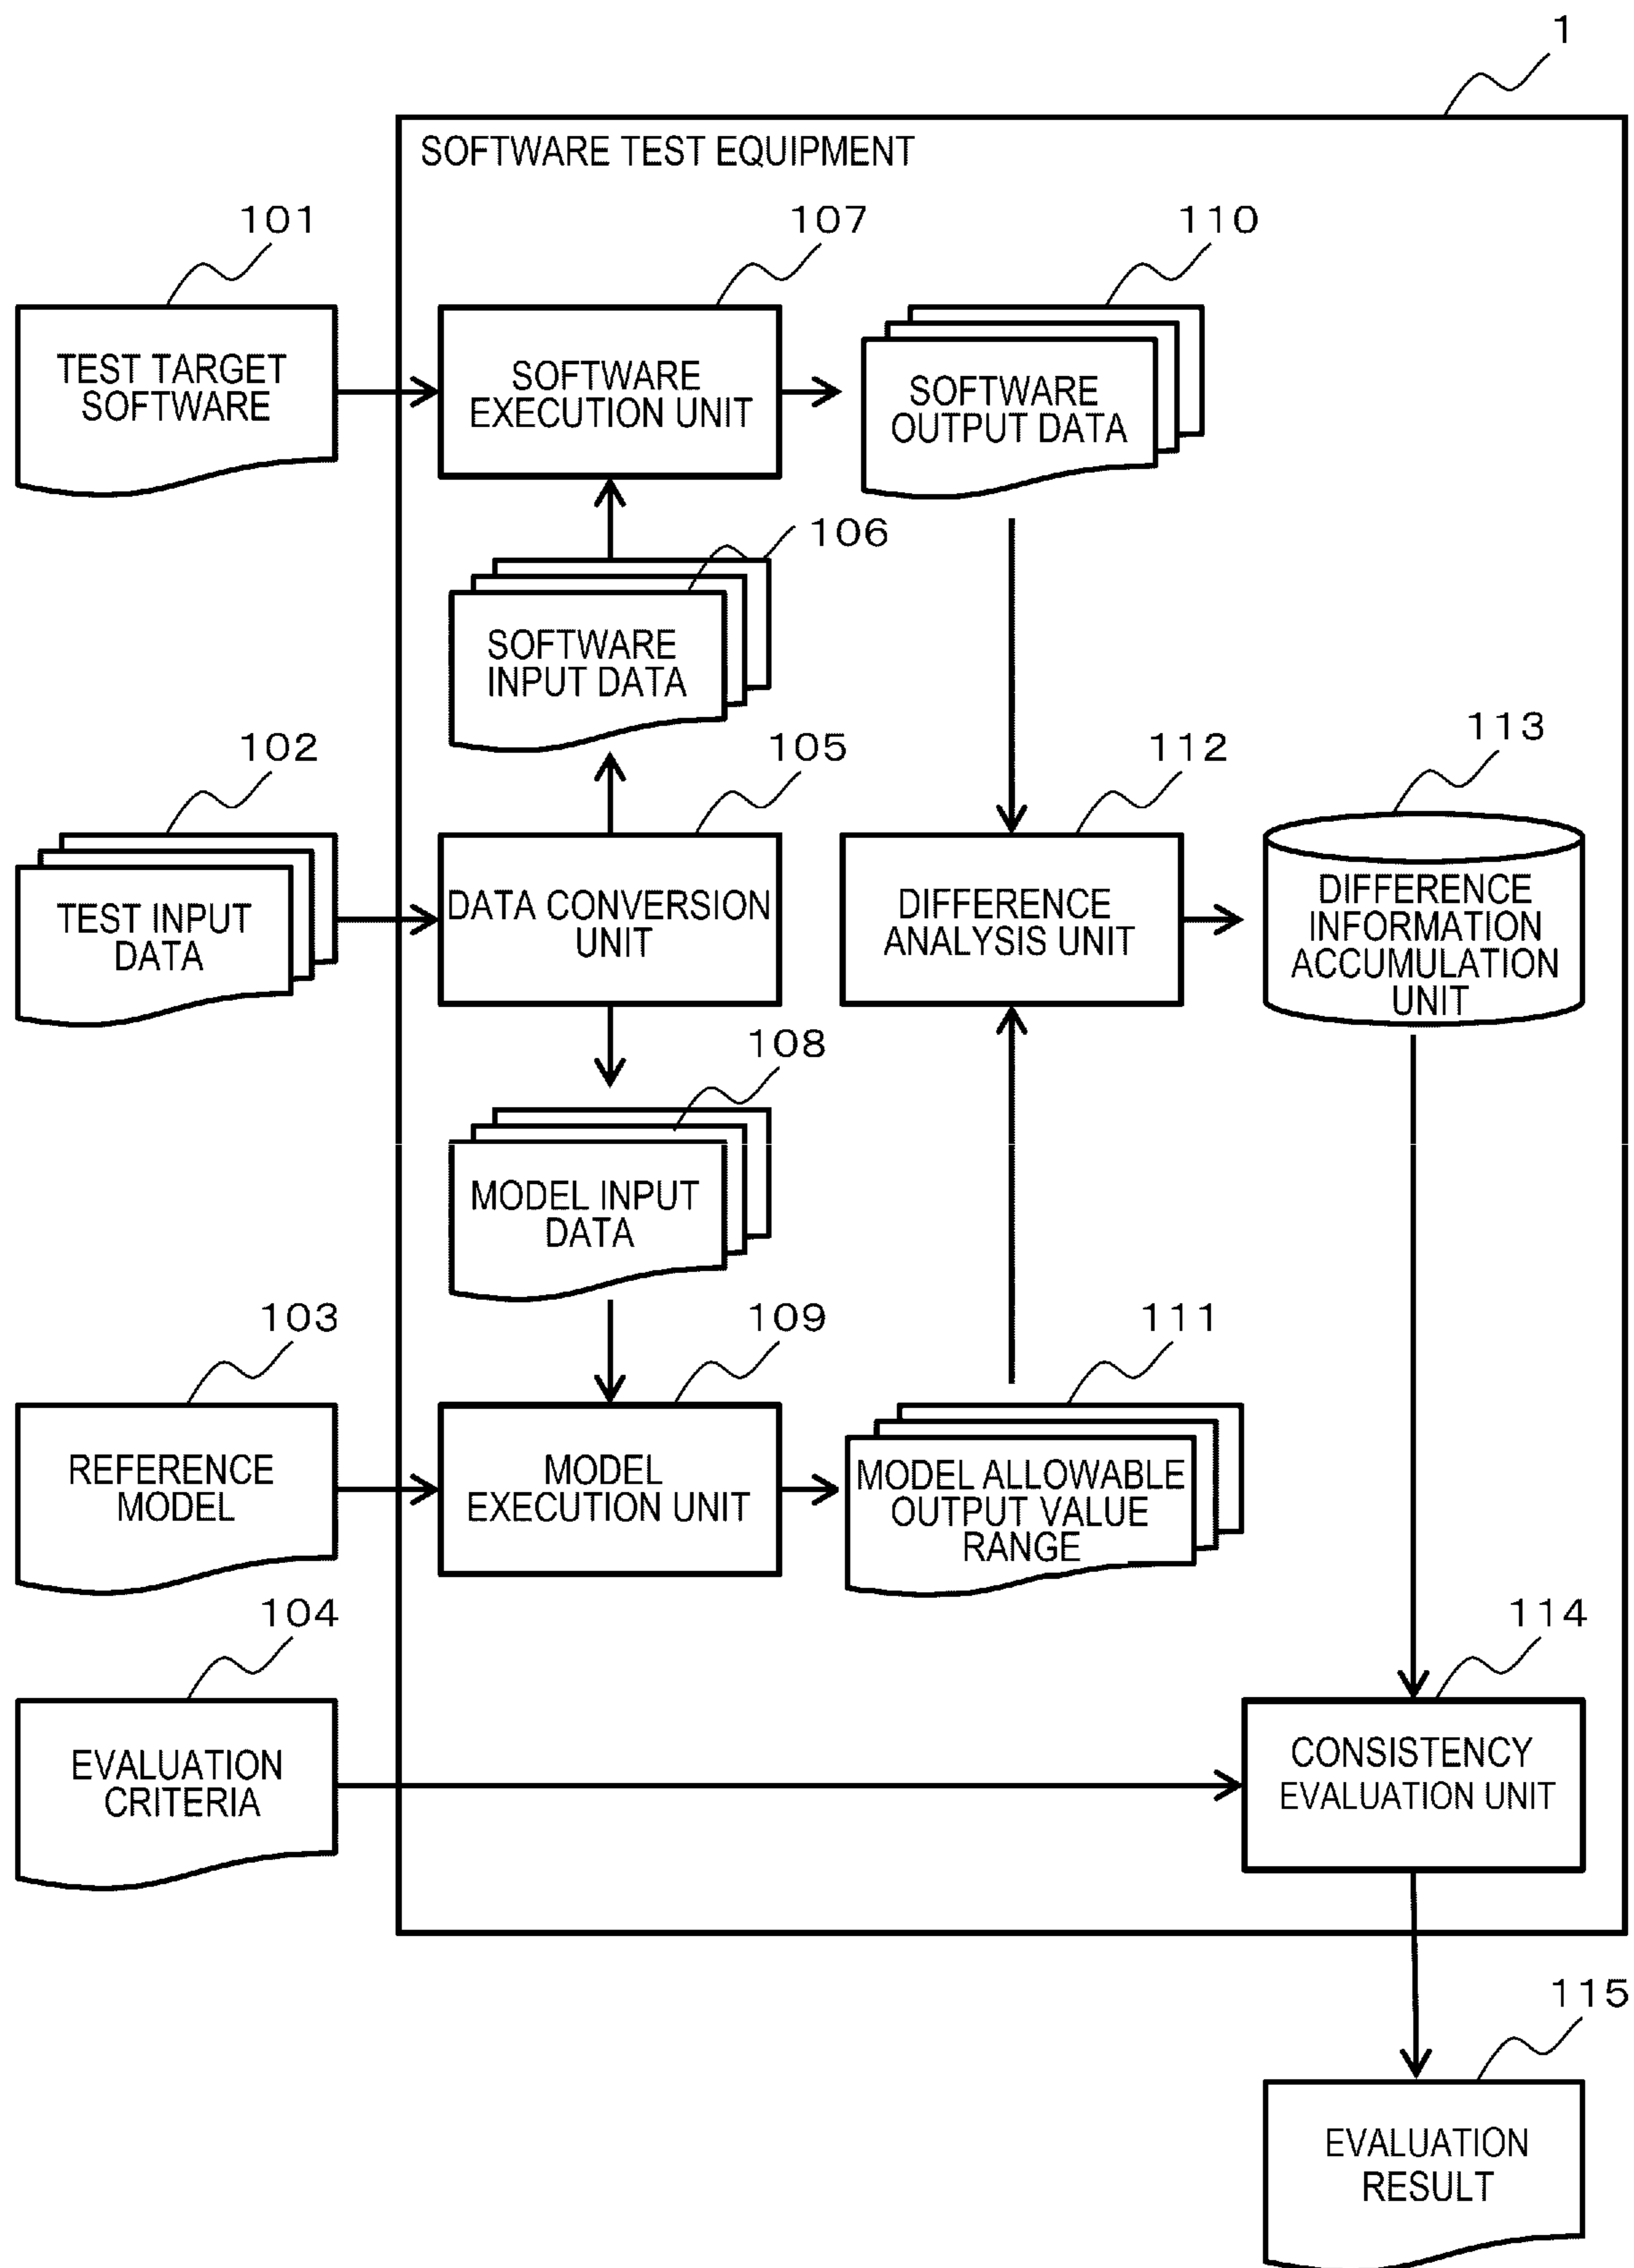 1
SOFTWARE TEST EQUIPMENT
101
107
110
TEST TARGET
SOFTWARE
SOFTWARE
EXECUTION UNIT
SOFTWARE
OUTPUT DATA
106
SOFTWARE
INPUT DATA
102
105
112
113
TEST INPUT
DATA
DATA CONVERSION
UNIT
DIFFERENCE
ANALYSIS UNIT
DIFFERENCE
INFORMATION
ACCUMULATION
UNIT
108
MODEL INPUT
DATA
103
109
111
REFERENCE
MODEL
MODEL
EXECUTION UNIT
MODEL ALLOWABLE
OUTPUT VALUE
RANGE
104
114
EVALUATION
CRITERIA
CONSISTENCY
EVALUATION UNIT
115
EVALUATION
RESULT